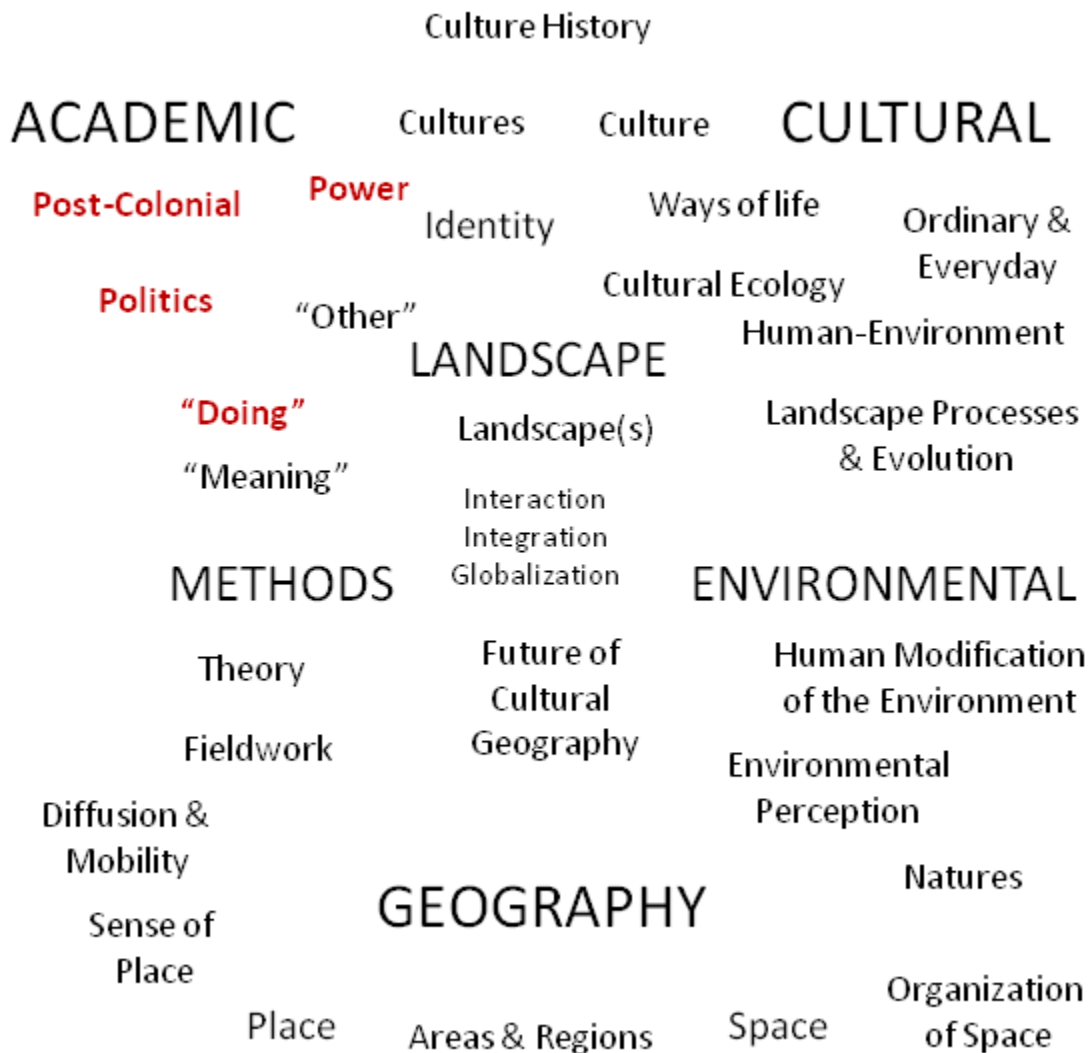 Culture History
ACADEMIC
Cultures
Culture
CULTURAL
Post-Colonial
Power
Identity
Ways of life
Ordinary &
Everyday
Politics
“Other”
Cultural Ecology
Human-Environment
LANDSCAPE
“Doing”
“Meaning”
Landscape(s)
Landscape Processes
& Evolution
Interaction
Integration
Globalization
METHODS
ENVIRONMENTAL
Theory
Fieldwork
Future of
Cultural
Geography
Human Modification
of the Environment
Environmental
Perception
Diffusion &
Mobility
Natures
GEOGRAPHY
Sense of
Place
Place
Areas & Regions
Space
Organization
of Space